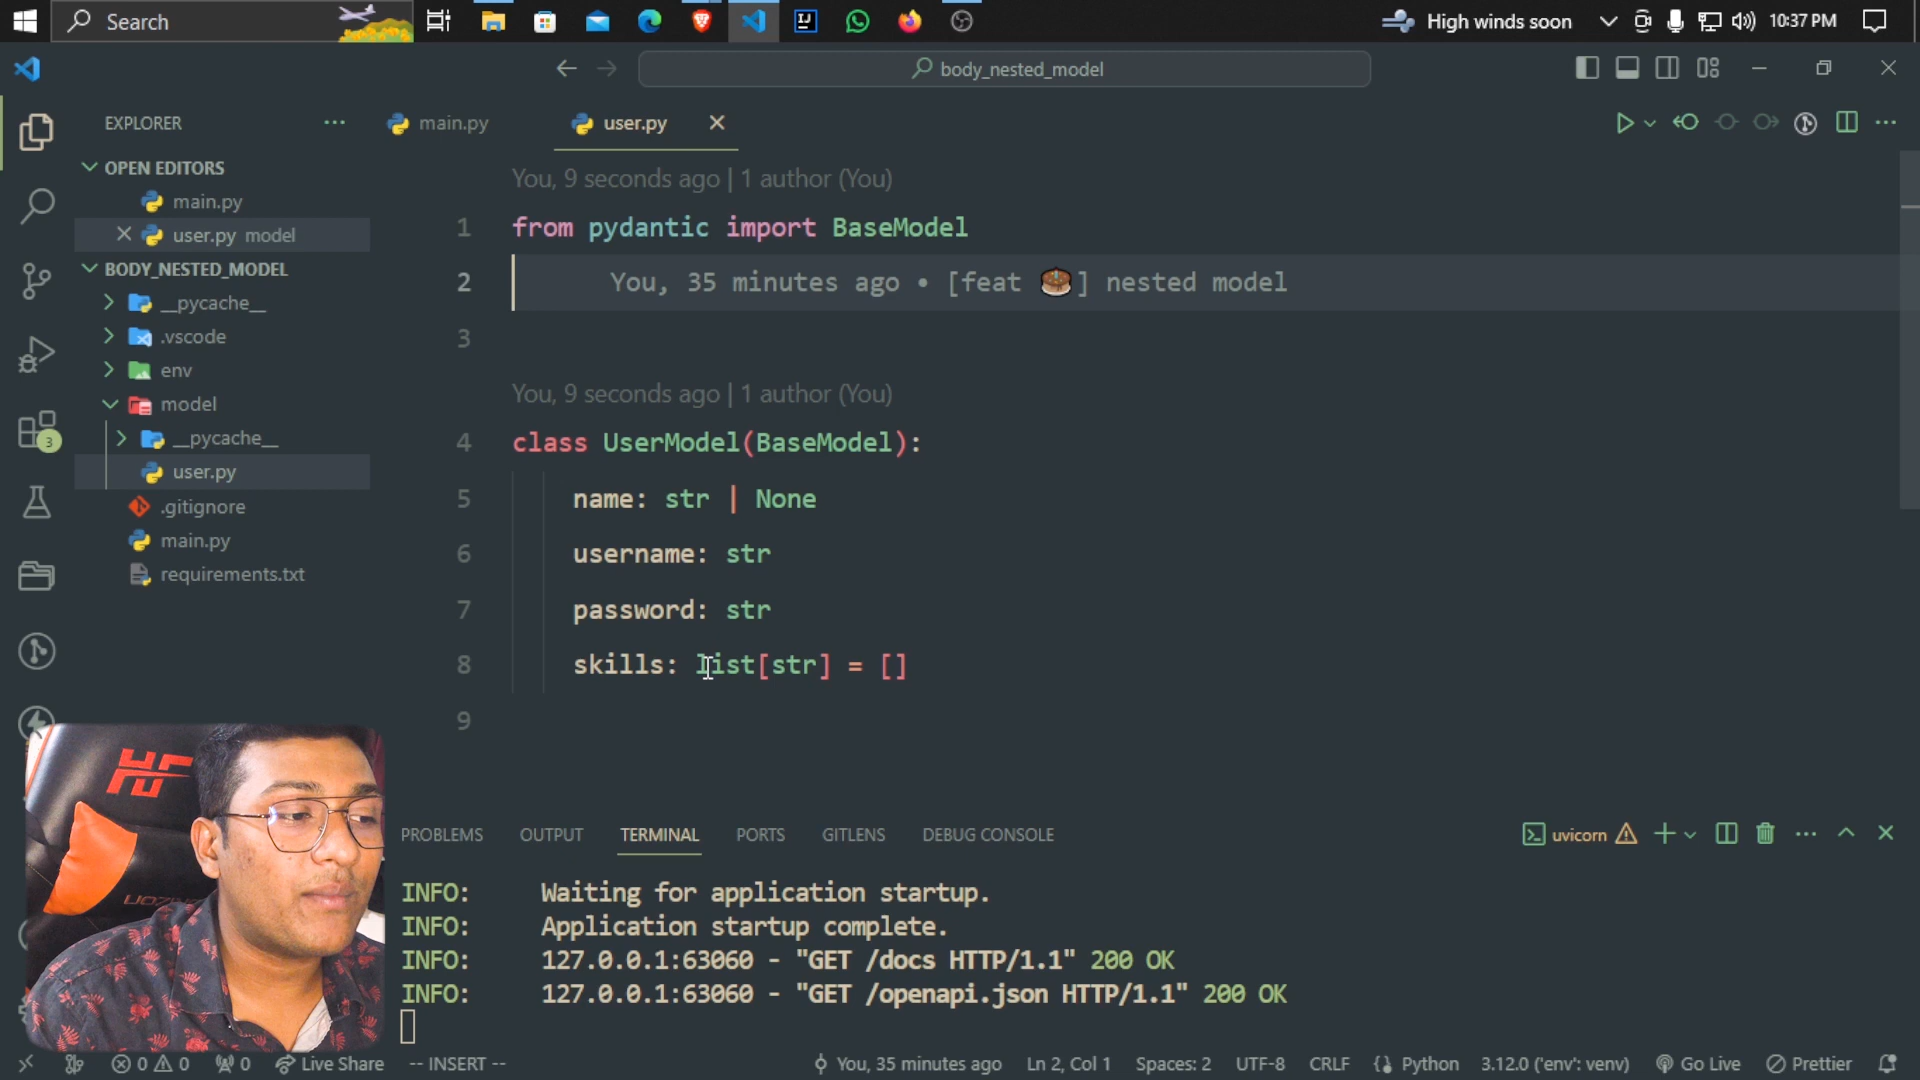 Search
High winds soon
10:37 PM
body_nested_model
EXPLORER
main.py
user.py
OPEN EDITORS
main.py
user.py model
BODY_NESTED_MODEL
__pycache__
.vscode
env
model
__pycache__
user.py
.gitignore
main.py
requirements.txt
3
You, 9 seconds ago | 1 author (You)
1 from pydantic import BaseModel
2 You, 35 minutes ago • [feat 🎂] nested model
3
You, 9 seconds ago | 1 author (You)
4 class UserModel(BaseModel):
5 name: str | None
6 username: str
7 password: str
8 skills: list[str] = []
9
PROBLEMS OUTPUT TERMINAL PORTS GITLENS DEBUG CONSOLE
uvicorn
INFO: Waiting for application startup.
INFO: Application startup complete.
INFO: 127.0.0.1:63060 - "GET /docs HTTP/1.1" 200 OK
INFO: 127.0.0.1:63060 - "GET /openapi.json HTTP/1.1" 200 OK
0 0 0 Live Share -- INSERT -- You, 35 minutes ago Ln 2, Col 1 Spaces: 2 UTF-8 CRLF Python 3.12.0 ('env': venv) Go Live Prettier